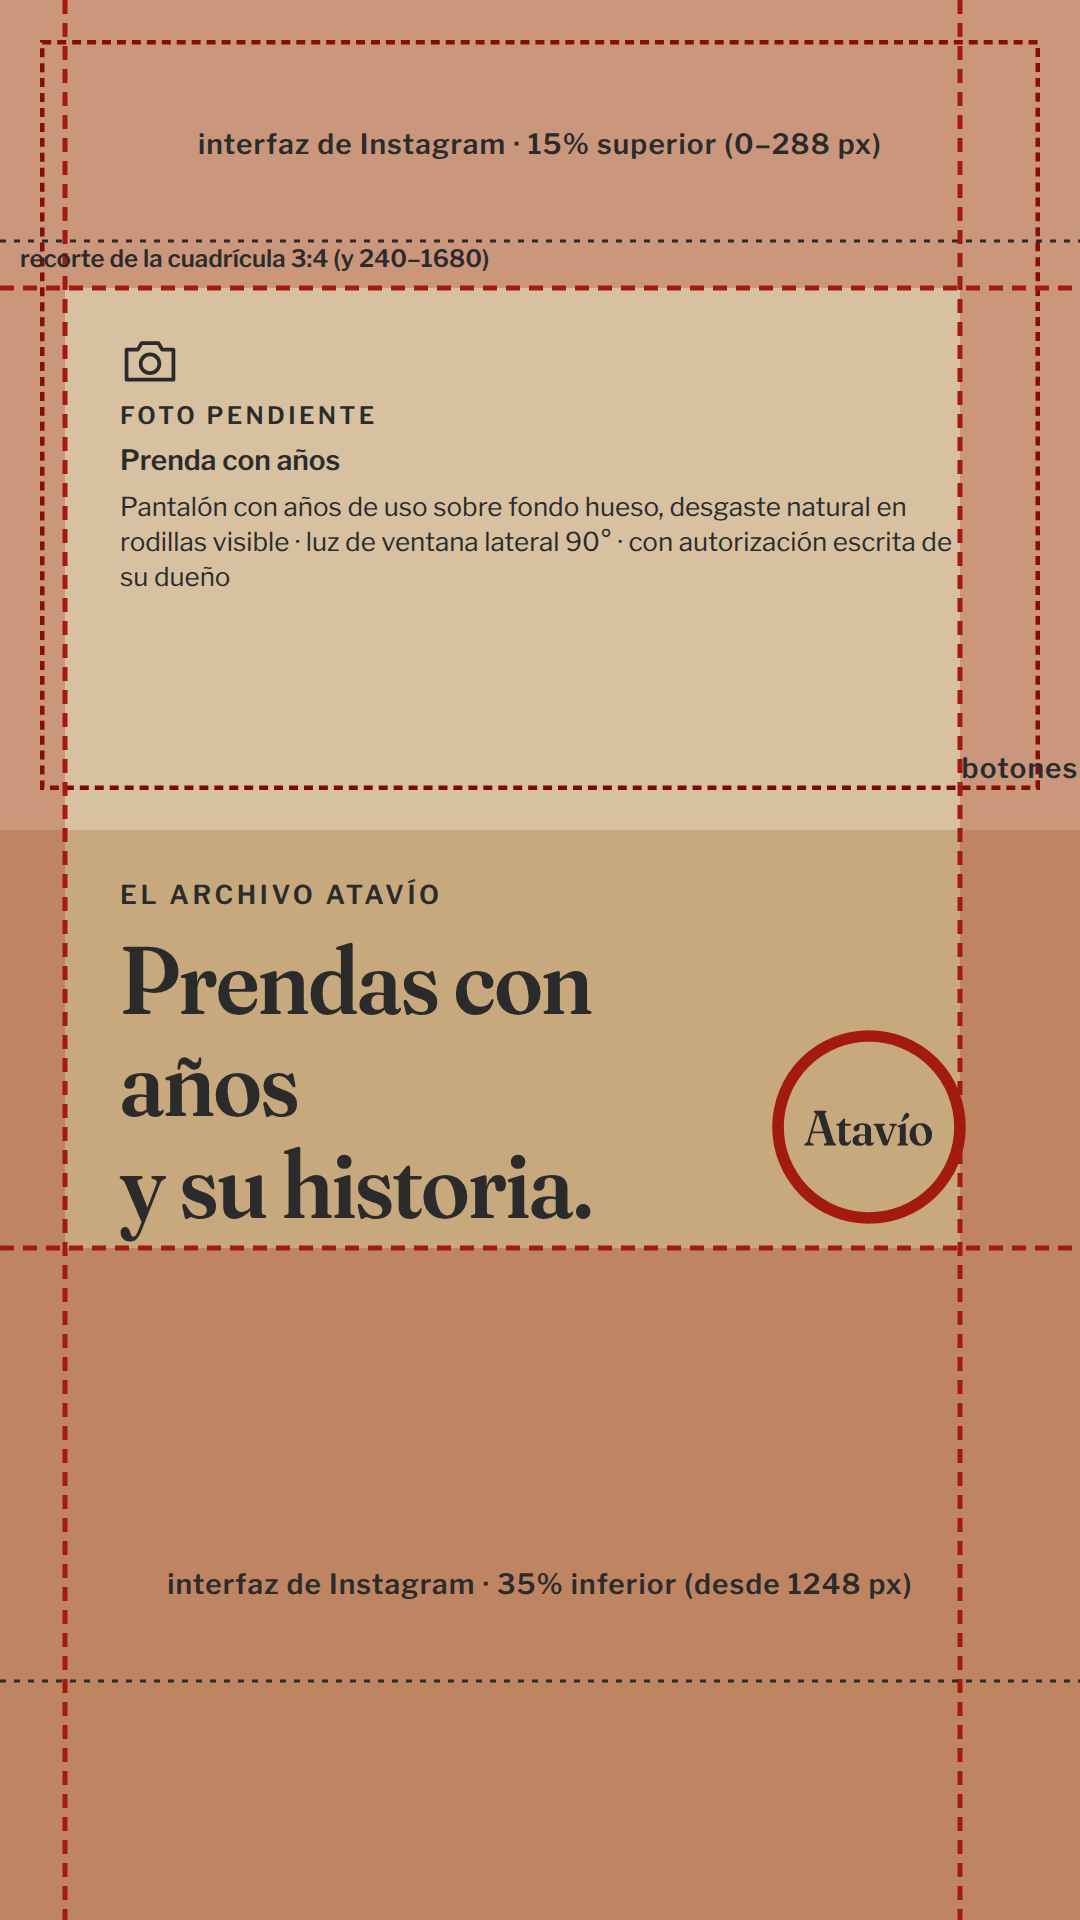 interfaz de Instagram · 15% superior (0–288 px)
recorte de la cuadrícula 3:4 (y 240–1680)
FOTO PENDIENTE
Prenda con años
Pantalón con años de uso sobre fondo hueso, desgaste natural en
rodillas visible · luz de ventana lateral 90° · con autorización escrita de
su dueño
botones
EL ARCHIVO ATAVÍO
Prendas con
años
y su historia.
Atavío
interfaz de Instagram · 35% inferior (desde 1248 px)